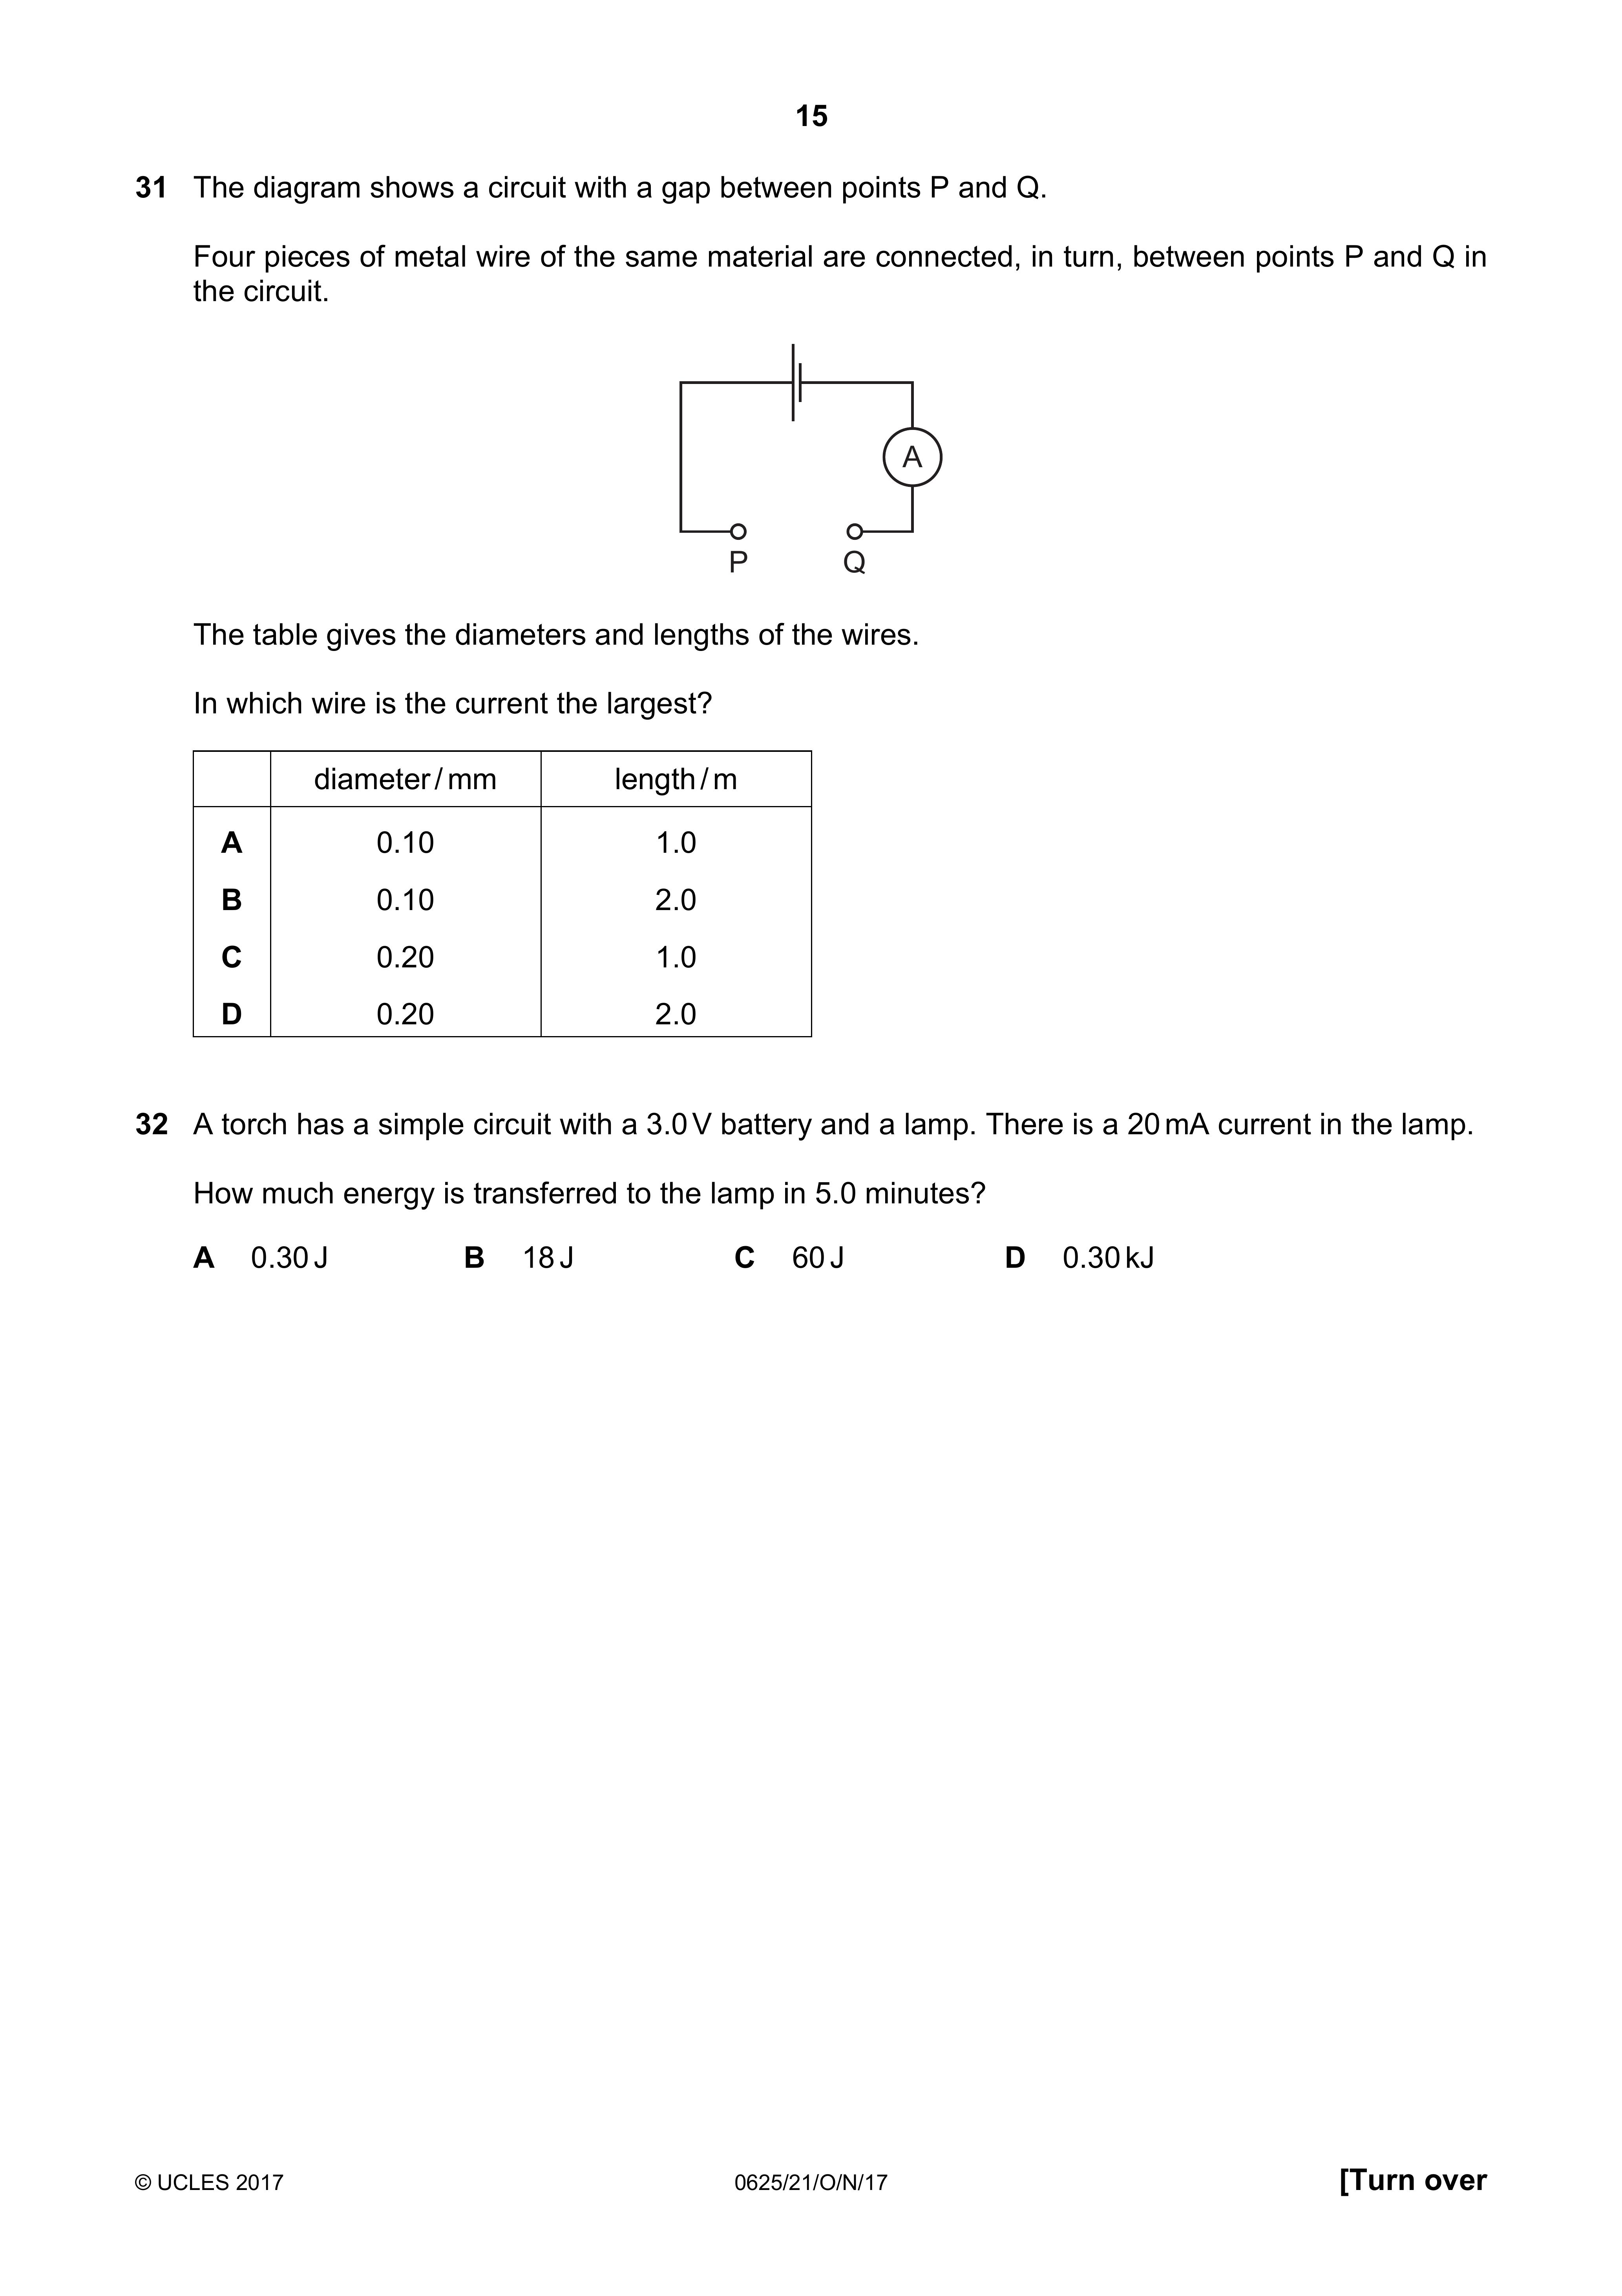 15
31 The diagram shows a circuit with a gap between points P and Q.
Four pieces of metal wire of the same material are connected, in turn, between points P and Q in
the circuit.
A
P Q
The table gives the diameters and lengths of the wires.
In which wire is the current the largest?
diameter / mm length / m
A 0.10 1.0
B 0.10 2.0
C 0.20 1.0
D 0.20 2.0
32 A torch has a simple circuit with a 3.0 V battery and a lamp. There is a 20 mA current in the lamp.
How much energy is transferred to the lamp in 5.0 minutes?
A 0.30 J B 18 J C 60 J D 0.30 kJ
© UCLES 2017 0625/21/O/N/17 [Turn over